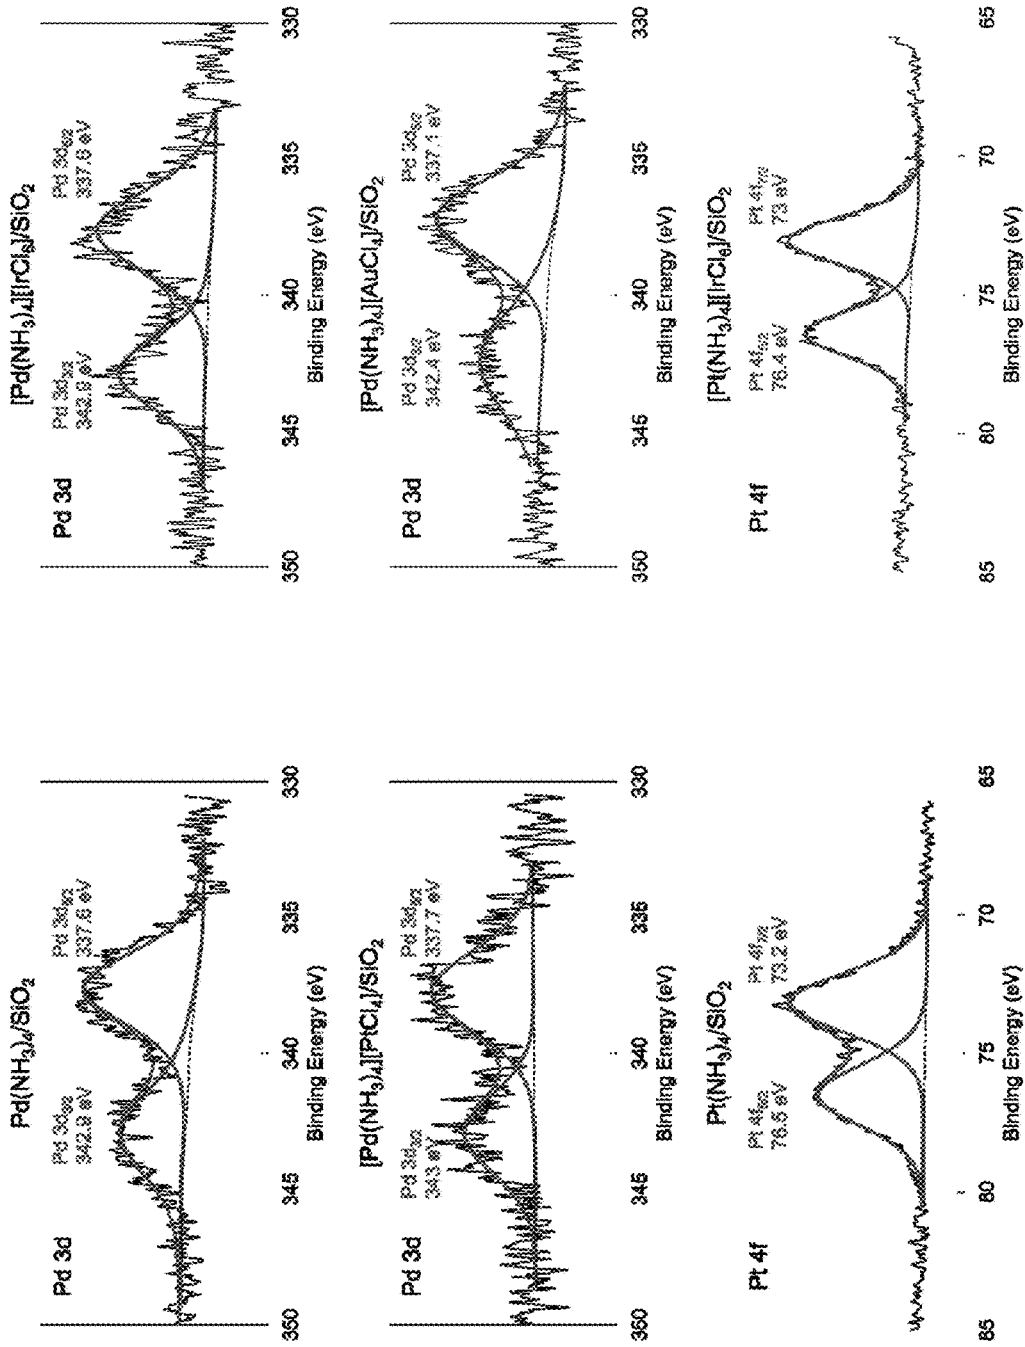 Pd(NH3)4/SiO2
Pd 3d
Pd 3d3/2
342.9 eV
Pd 3d5/2
337.6 eV
350 345 340 335 330
Binding Energy (eV)
[Pd(NH3)4][IrCl6]/SiO2
Pd 3d
Pd 3d3/2
342.9 eV
Pd 3d5/2
337.6 eV
350 345 340 335 330
Binding Energy (eV)
[Pd(NH3)4][PtCl4]/SiO2
Pd 3d
Pd 3d3/2
343 eV
Pd 3d5/2
337.7 eV
350 345 340 335 330
Binding Energy (eV)
[Pd(NH3)4][AuCl4]/SiO2
Pd 3d
Pd 3d3/2
342.4 eV
Pd 3d5/2
337.1 eV
350 345 340 335 330
Binding Energy (eV)
Pt(NH3)4/SiO2
Pt 4f
Pt 4f5/2
76.5 eV
Pt 4f7/2
73.2 eV
85 80 75 70 65
Binding Energy (eV)
[Pt(NH3)4][IrCl6]/SiO2
Pt 4f
Pt 4f5/2
76.4 eV
Pt 4f7/2
73 eV
85 80 75 70 65
Binding Energy (eV)